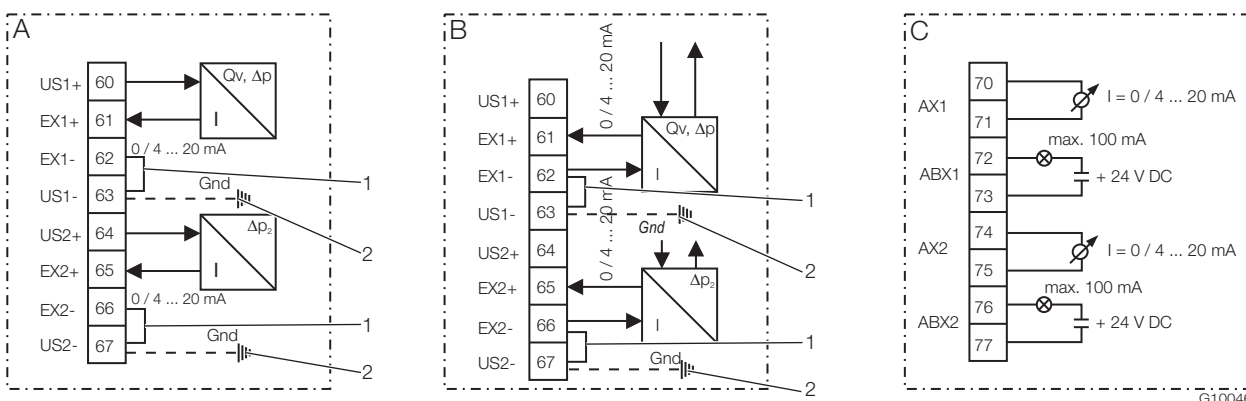 A
US1+ 60 Qv, Δp
EX1+ 61 I
0 / 4 ... 20 mA
EX1- 62
1
US1- 63 Gnd
US2+ 64 Δp₂
2
EX2+ 65 I
0 / 4 ... 20 mA
EX2- 66
1
US2- 67 Gnd
2
B
0 / 4 ... 20 mA
US1+ 60
Qv, Δp
EX1+ 61
EX1- 62 I
1
US1- 63
Gnd
0 / 4 ... 20 mA
US2+ 64
2
Δp₂
EX2+ 65
EX2- 66 I
1
US2- 67 Gnd
2
C
70
AX1 I = 0 / 4 ... 20 mA
71
max. 100 mA
72
ABX1 + 24 V DC
73
74
AX2 I = 0 / 4 ... 20 mA
75
max. 100 mA
76
ABX2 + 24 V DC
77